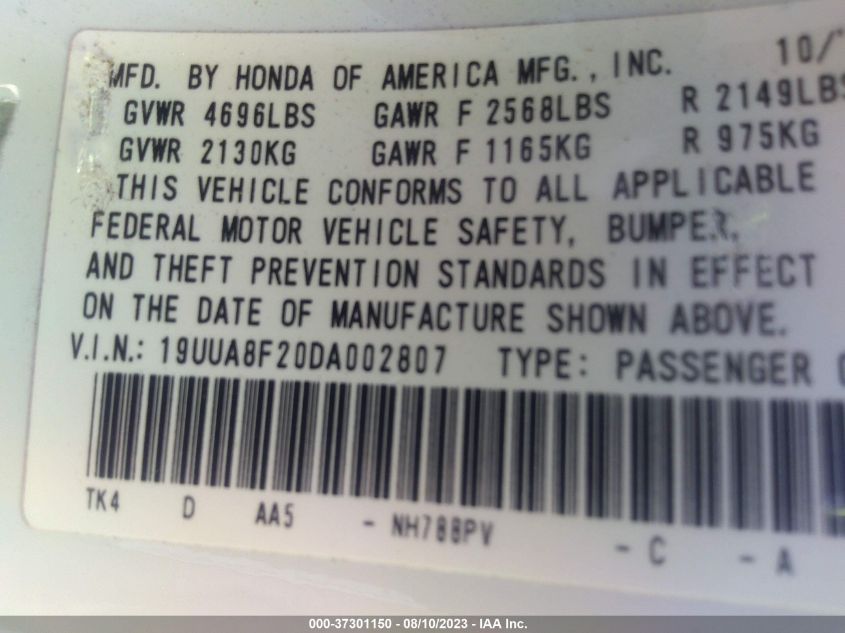 MFD. BY HONDA OF AMERICA MFG., INC. 10/
GVWR 4696LBS GAWR F 2568LBS R 2149LBS
GVWR 2130KG GAWR F 1165KG R 975KG
THIS VEHICLE CONFORMS TO ALL APPLICABLE
FEDERAL MOTOR VEHICLE SAFETY, BUMPER,
AND THEFT PREVENTION STANDARDS IN EFFECT
ON THE DATE OF MANUFACTURE SHOWN ABOVE.
V.I.N.: 19UUA8F20DA002807 TYPE: PASSENGER
TK4 D AA5 - NH788PV - C - A
000-37301150 - 08/10/2023 - IAA Inc.